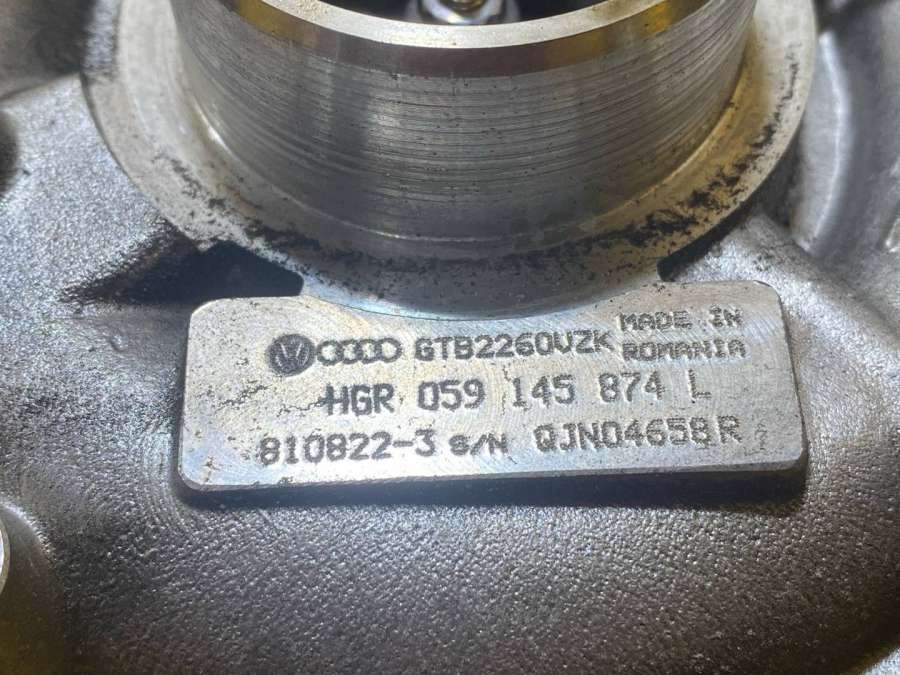 GTB2260VZK MADE IN
ROMANIA
HGR 059 145 874 L
810822-3 S/N QJN04658R